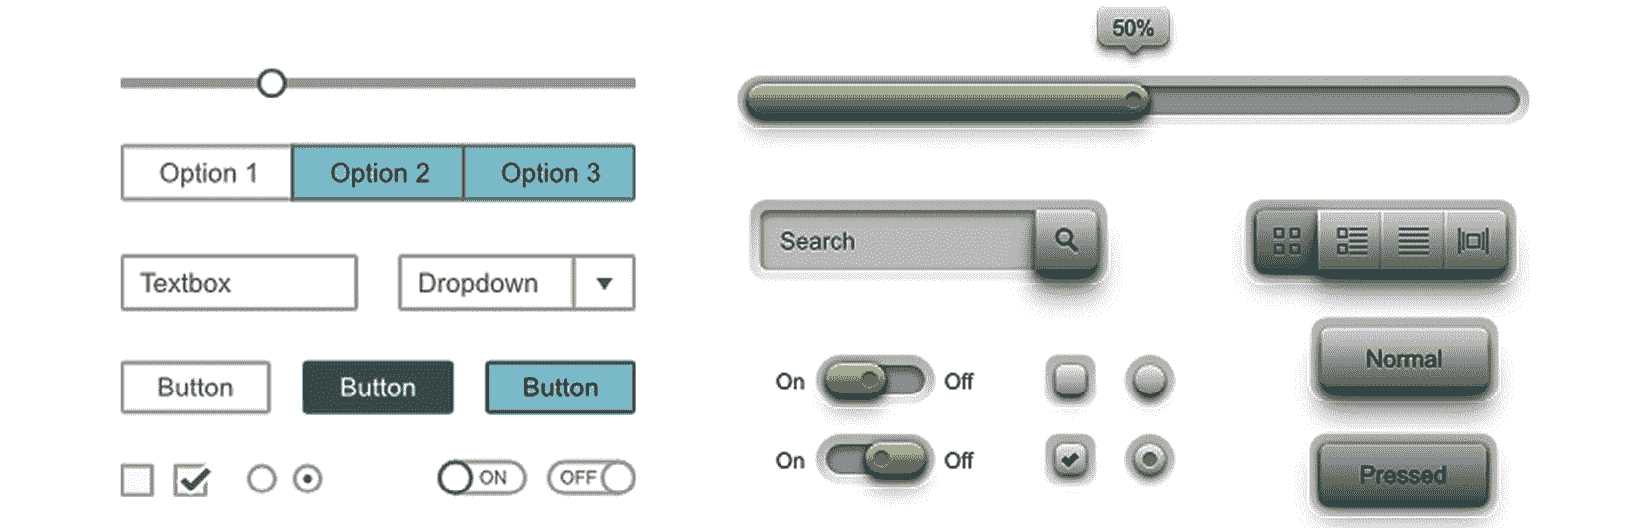 Option 1 Option 2 Option 3
Textbox Dropdown
Button Button Button
ON OFF
50%
Search
On Off
On Off
Normal
Pressed